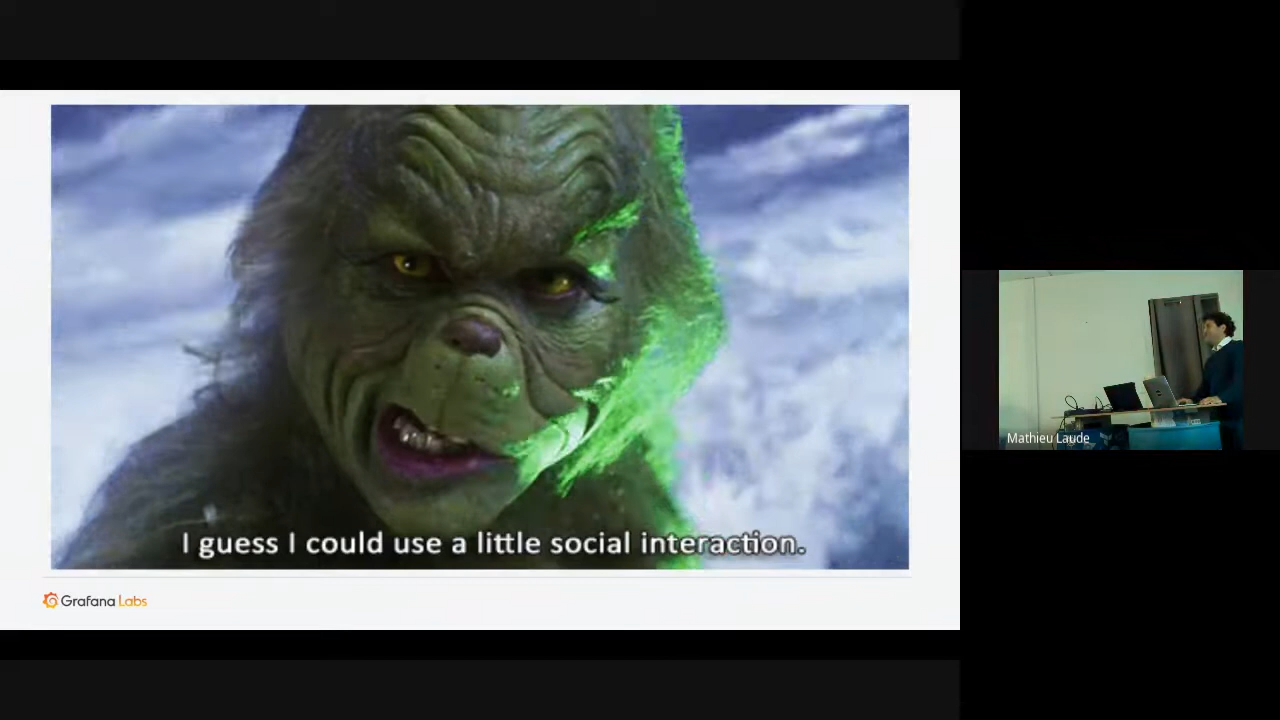 I guess I could use a little social interaction.
Grafana Labs
Mathieu Laude